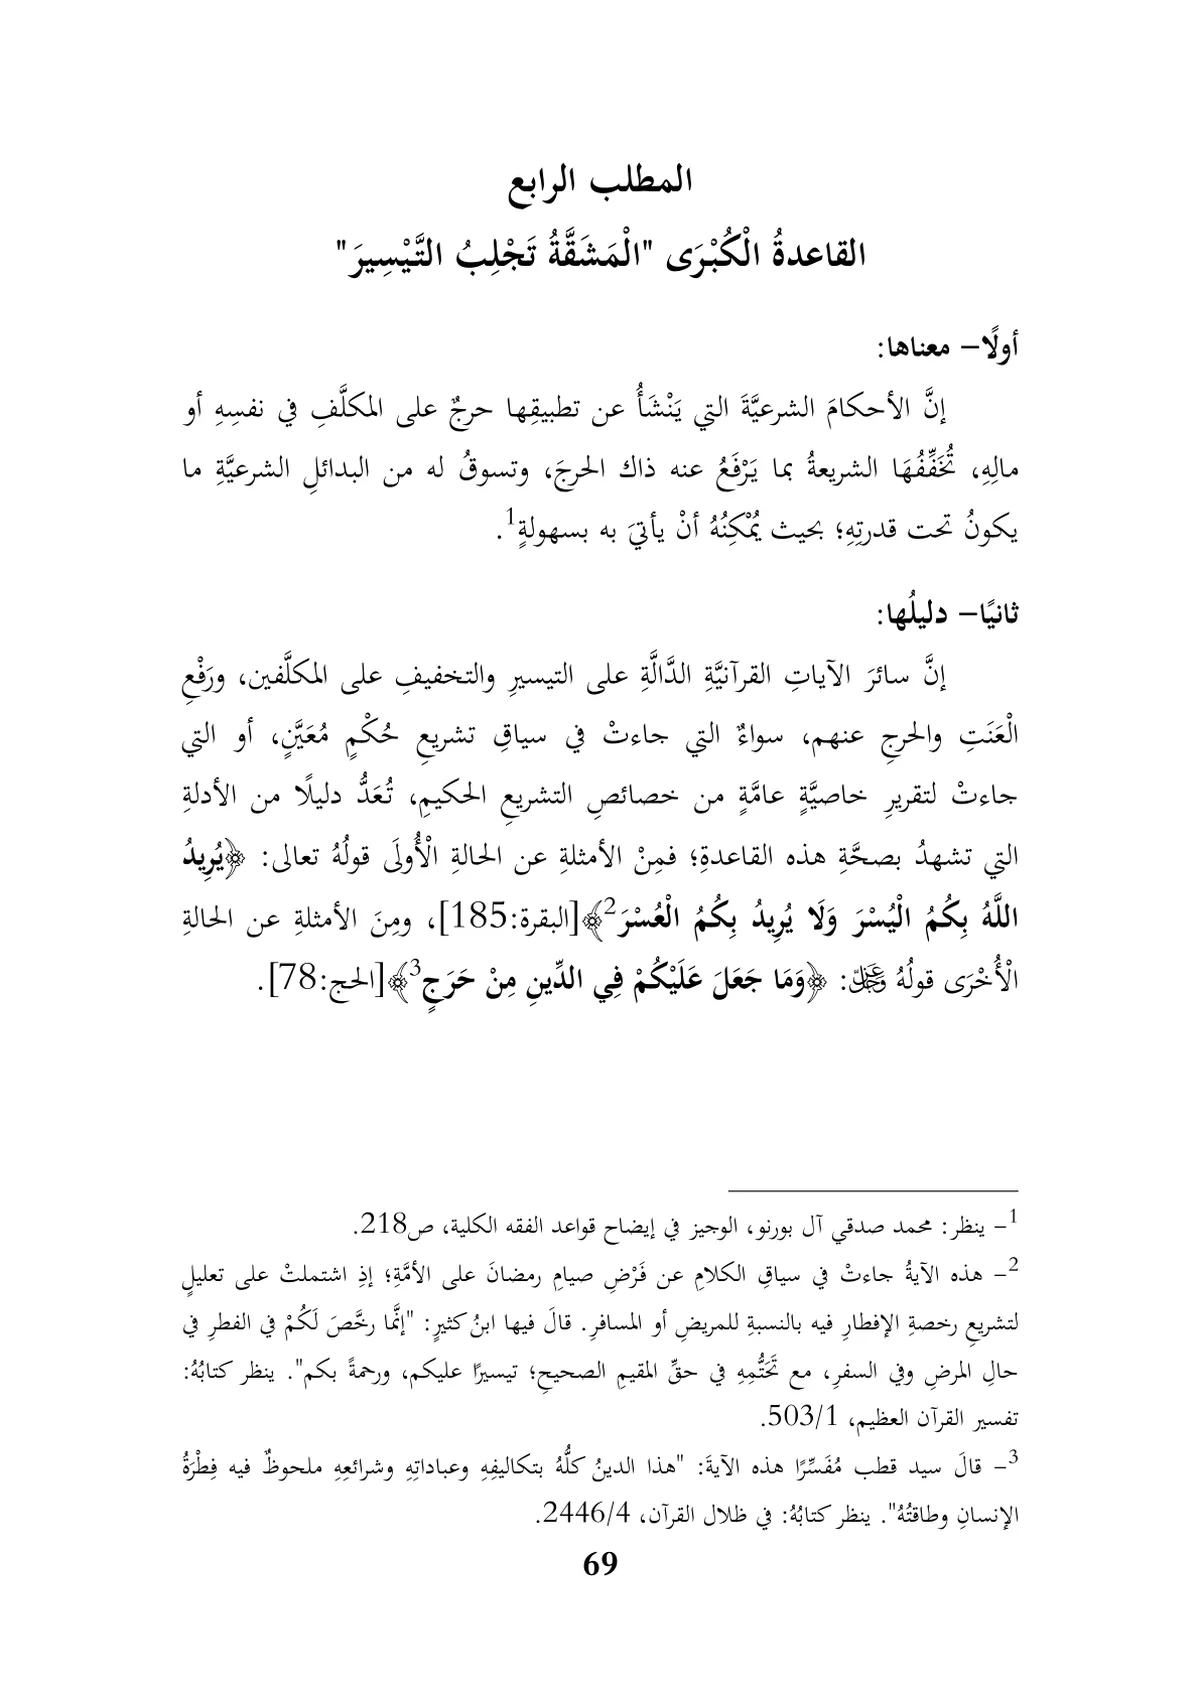 المطلب الرابع
القاعدةُ الْكُبْرَى "الْمَشَقَّةُ تَجْلِبُ التَّيْسِيرَ"
أولًا– معناها:
إنَّ الأحكامَ الشرعيَّةَ التي يَنْشَأُ عن تطبيقِها حرجٌ على المكلَّفِ في نفسِهِ أو
مالِهِ، تُخَفِّفُهَا الشريعةُ بما يَرْفَعُ عنه ذاك الحرجَ، وتسوقُ له من البدائلِ الشرعيَّةِ ما
يكونُ تحت قدرتِهِ؛ بحيث يُمْكِنُهُ أنْ يأتيَ به بسهولةٍ1.
ثانيًا– دليلُها:
إنَّ سائرَ الآياتِ القرآنيَّةِ الدَّالَّةِ على التيسيرِ والتخفيفِ على المكلَّفين، ورَفْعِ
الْعَنَتِ والحرجِ عنهم، سواءٌ التي جاءتْ في سياقِ تشريعِ حُكْمٍ مُعَيَّنٍ، أو التي
جاءتْ لتقريرِ خاصيَّةٍ عامَّةٍ من خصائصِ التشريعِ الحكيمِ، تُعَدُّ دليلًا من الأدلةِ
التي تشهدُ بصحَّةِ هذه القاعدةِ؛ فمِنْ الأمثلةِ عن الحالةِ الْأُولَى قولُهُ تعالى: ﴿يُرِيدُ
اللَّهُ بِكُمُ الْيُسْرَ وَلَا يُرِيدُ بِكُمُ الْعُسْرَ2﴾[البقرة:185]، ومِنَ الأمثلةِ عن الحالةِ
الْأُخْرَى قولُهُ عَزَّ وَجَلَّ: ﴿وَمَا جَعَلَ عَلَيْكُمْ فِي الدِّينِ مِنْ حَرَجٍ3﴾[الحج:78].
1– ينظر: محمد صدقي آل بورنو، الوجيز في إيضاح قواعد الفقه الكلية، ص218.
2– هذه الآيةُ جاءتْ في سياقِ الكلامِ عن فَرْضِ صيامِ رمضانَ على الأمَّةِ؛ إذِ اشتملتْ على تعليلٍ
لتشريعِ رخصةِ الإفطارِ فيه بالنسبةِ للمريضِ أو المسافرِ. قالَ فيها ابنُ كثيرٍ: "إنَّما رخَّصَ لَكُمْ في الفطرِ في
حالِ المرضِ وفي السفرِ، مع تَحَتُّمِهِ في حقِّ المقيمِ الصحيحِ؛ تيسيرًا عليكم، ورحمةً بكم". ينظر كتابُهُ:
تفسير القرآن العظيم، 503/1.
3– قالَ سيد قطب مُفَسِّرًا هذه الآيةَ: "هذا الدينُ كلُّهُ بتكاليفِهِ وعباداتِهِ وشرائعِهِ ملحوظٌ فيه فِطْرَةُ
الإنسانِ وطاقتُهُ". ينظر كتابُهُ: في ظلال القرآن، 2446/4.
69